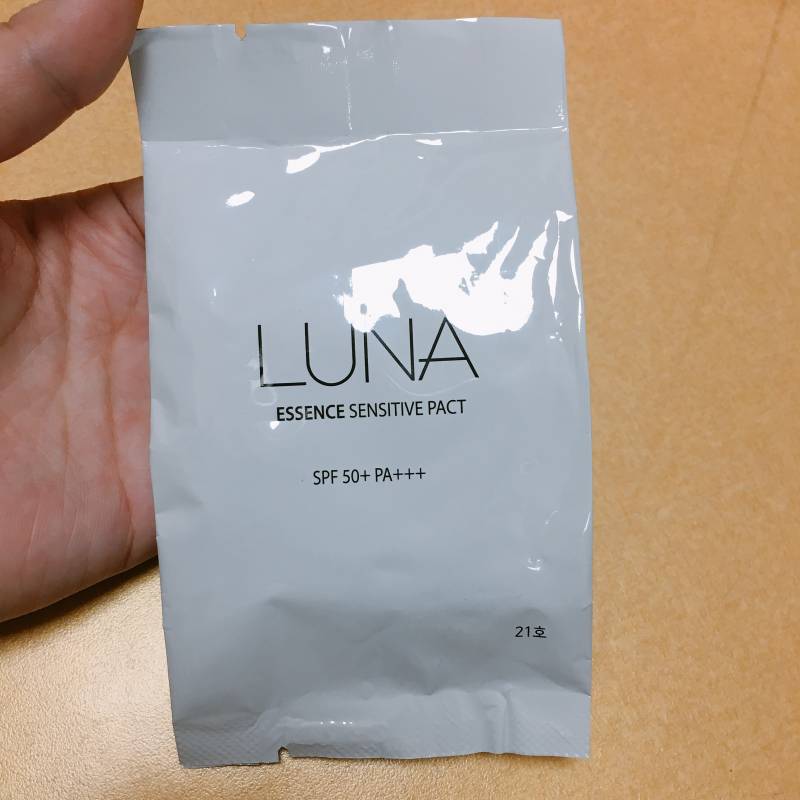 LUNA
ESSENCE SENSITIVE PACT
SPF 50+ PA+++
21호